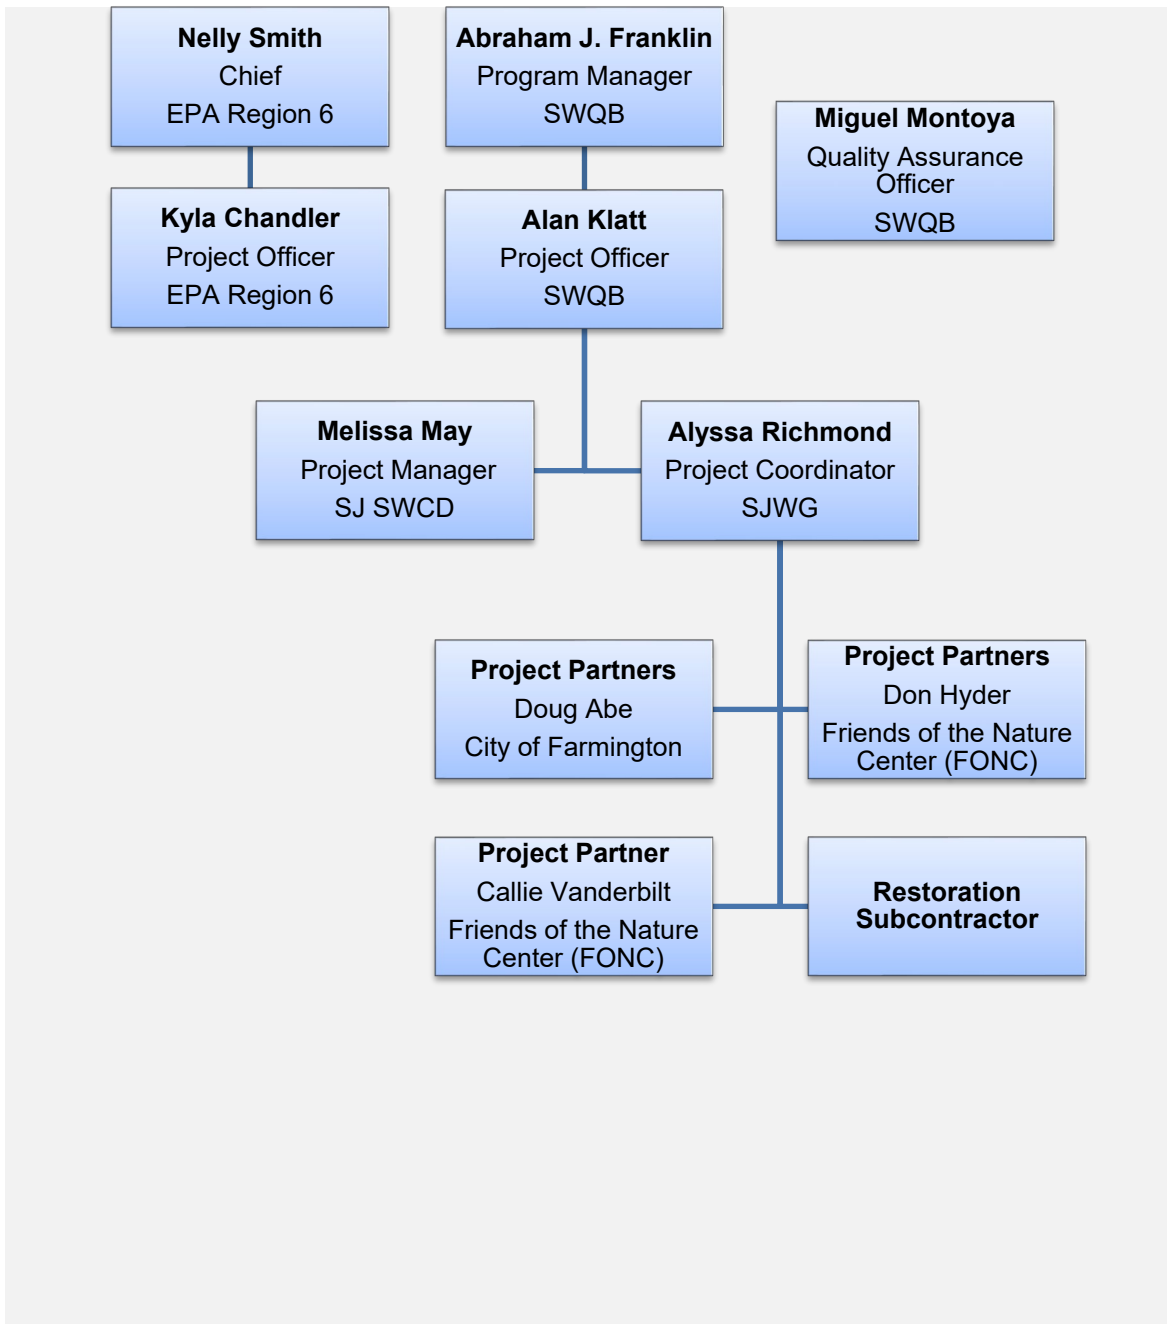 Nelly Smith
Chief
EPA Region 6
Abraham J. Franklin
Program Manager
SWQB
Miguel Montoya
Quality Assurance
Officer
SWQB
Kyla Chandler
Project Officer
EPA Region 6
Alan Klatt
Project Officer
SWQB
Melissa May
Project Manager
SJ SWCD
Alyssa Richmond
Project Coordinator
SJWG
Project Partners
Doug Abe
City of Farmington
Project Partners
Don Hyder
Friends of the Nature
Center (FONC)
Project Partner
Callie Vanderbilt
Friends of the Nature
Center (FONC)
Restoration
Subcontractor